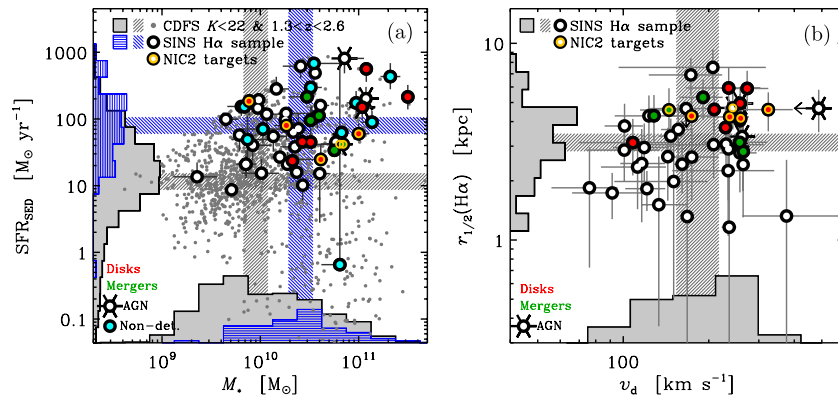 CDFS K<22 & 1.3<z<2.6
SINS Hα sample
NIC2 targets
(a)
1000
100
10
1
0.1
SFR_SED [M⊙ yr⁻¹]
Disks
Mergers
AGN
Non-det.
10⁹ 10¹⁰ 10¹¹
M⋆ [M⊙]
(b)
10
1
r₁/₂(Hα) [kpc]
SINS Hα sample
NIC2 targets
Disks
Mergers
AGN
100
v_d [km s⁻¹]